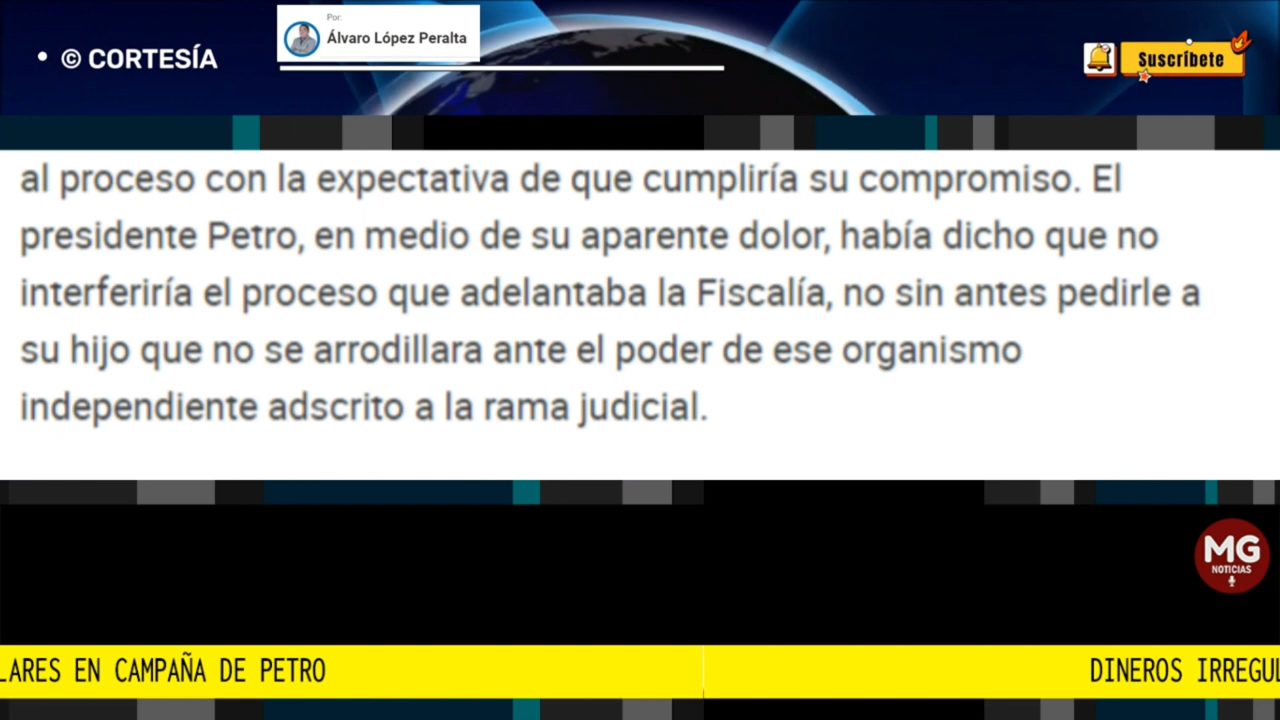 • © CORTESÍA
Por:
Álvaro López Peralta
Suscríbete
al proceso con la expectativa de que cumpliría su compromiso. El
presidente Petro, en medio de su aparente dolor, había dicho que no
interferiría el proceso que adelantaba la Fiscalía, no sin antes pedirle a
su hijo que no se arrodillara ante el poder de ese organismo
independiente adscrito a la rama judicial.
MG
NOTICIAS
LARES EN CAMPAÑA DE PETRO
DINEROS IRREGUL